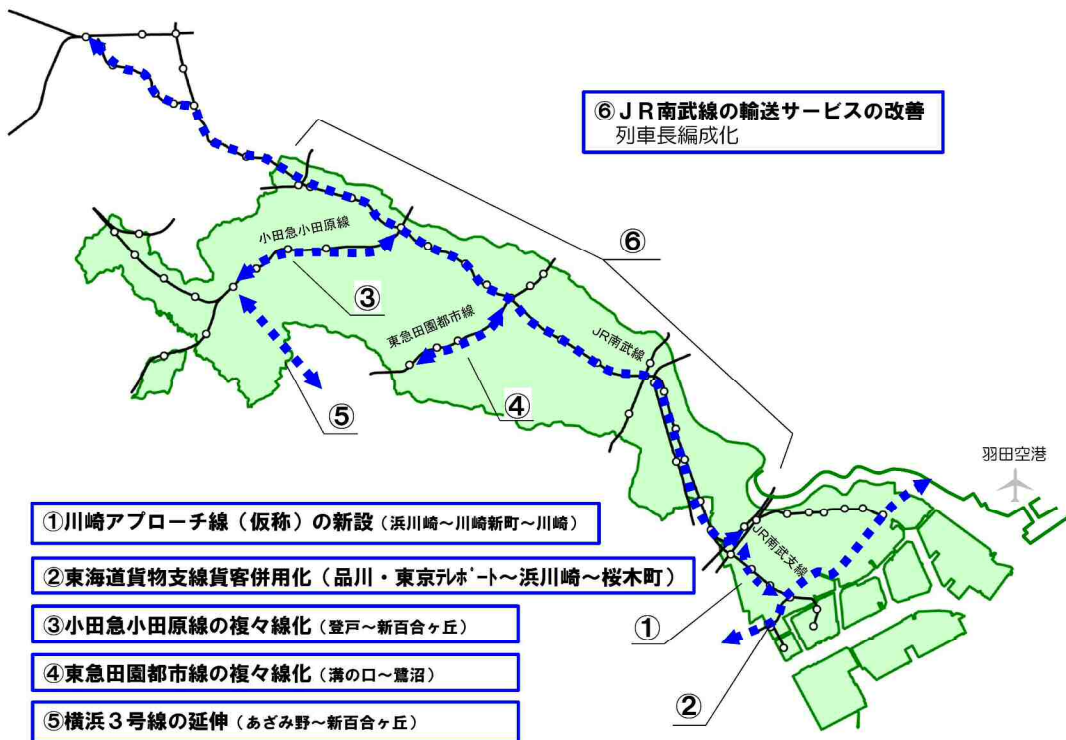 ⑥ＪＲ南武線の輸送サービスの改善
列車長編成化
小田急小田原線
⑥
③
東急田園都市線
JR南武線
⑤
④
羽田空港
JR南武支線
①川崎アプローチ線（仮称）の新設（浜川崎～川崎新町～川崎）
②東海道貨物支線貨客併用化（品川・東京ﾃﾚﾎﾟｰﾄ～浜川崎～桜木町）
①
③小田急小田原線の複々線化（登戸～新百合ヶ丘）
④東急田園都市線の複々線化（溝の口～鷺沼）
②
⑤横浜３号線の延伸（あざみ野～新百合ヶ丘）